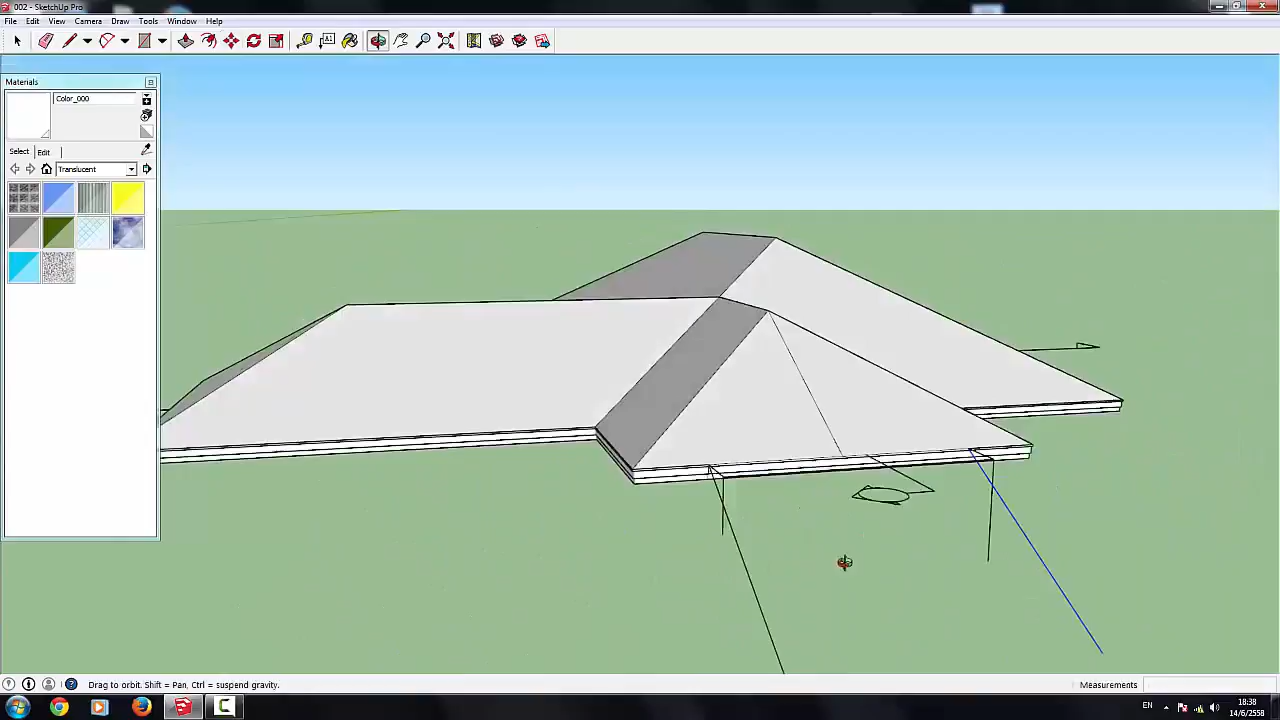 002 - SketchUp Pro
File Edit View Camera Draw Tools Window Help
Materials
Color_000
Select Edit
Translucent
Drag to orbit. Shift = Pan, Ctrl = suspend gravity.
Measurements
EN
18:38
14/6/2558